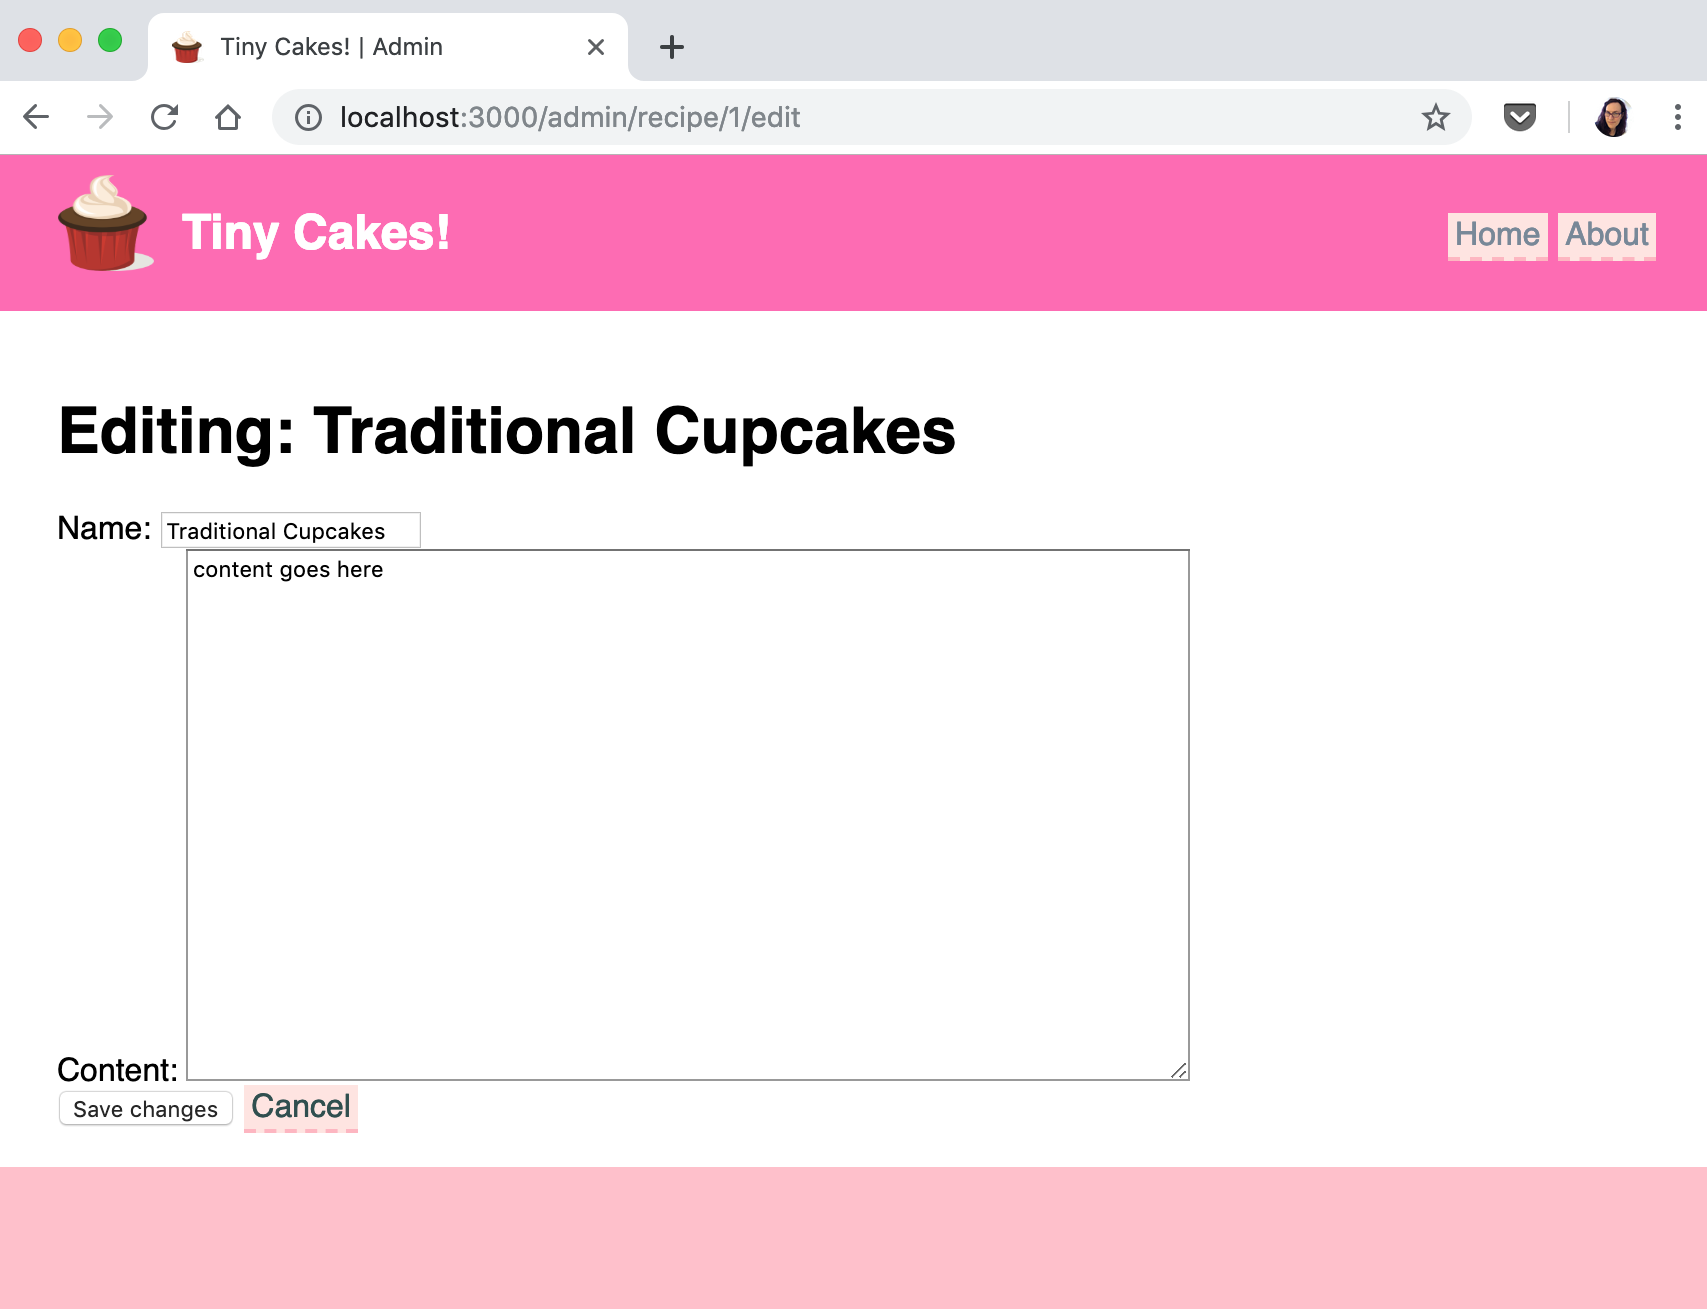 Tiny Cakes! | Admin
localhost:3000/admin/recipe/1/edit
Tiny Cakes!
Home About
Editing: Traditional Cupcakes
Name: Traditional Cupcakes
content goes here
Content:
Save changes Cancel